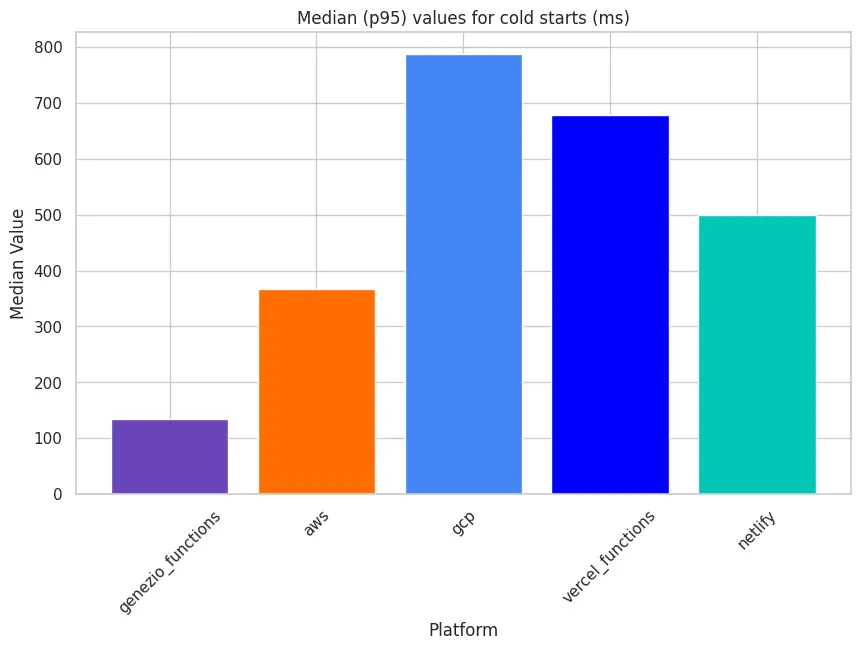 Median (p95) values for cold starts (ms)
Median Value
800
700
600
500
400
300
200
100
0
genezio_functions
aws
gcp
vercel_functions
netlify
Platform